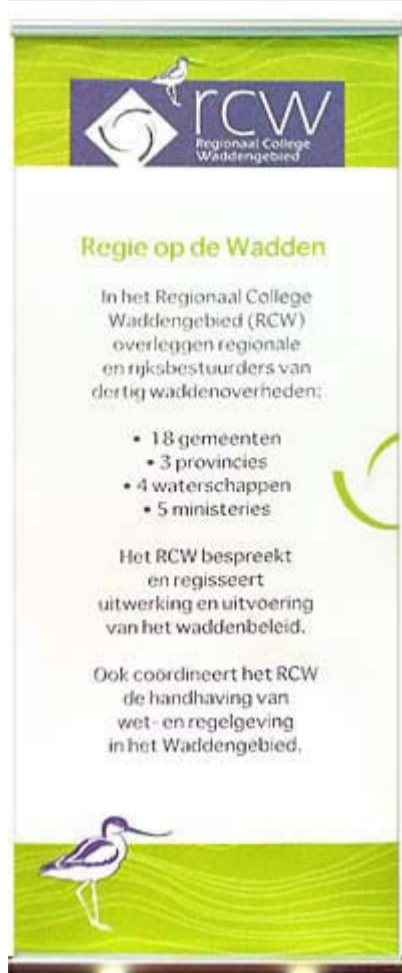 rcw
Regionaal College
Waddengebied
Regie op de Wadden
In het Regionaal College
Waddengebied (RCW)
overleggen regionale
en rijksbestuurders van
dertig waddenoverheden:
• 18 gemeenten
• 3 provincies
• 4 waterschappen
• 5 ministeries
Het RCW bespreekt
en regisseert
uitwerking en uitvoering
van het waddenbeleid.
Ook coördineert het RCW
de handhaving van
wet- en regelgeving
in het Waddengebied.